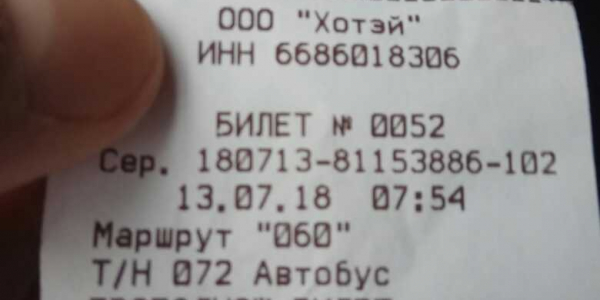 ООО "Хотэй"
ИНН 6686018306
БИЛЕТ № 0052
Сер. 180713-81153886-102
13.07.18 07:54
Маршрут "060"
Т/Н 072 Автобус